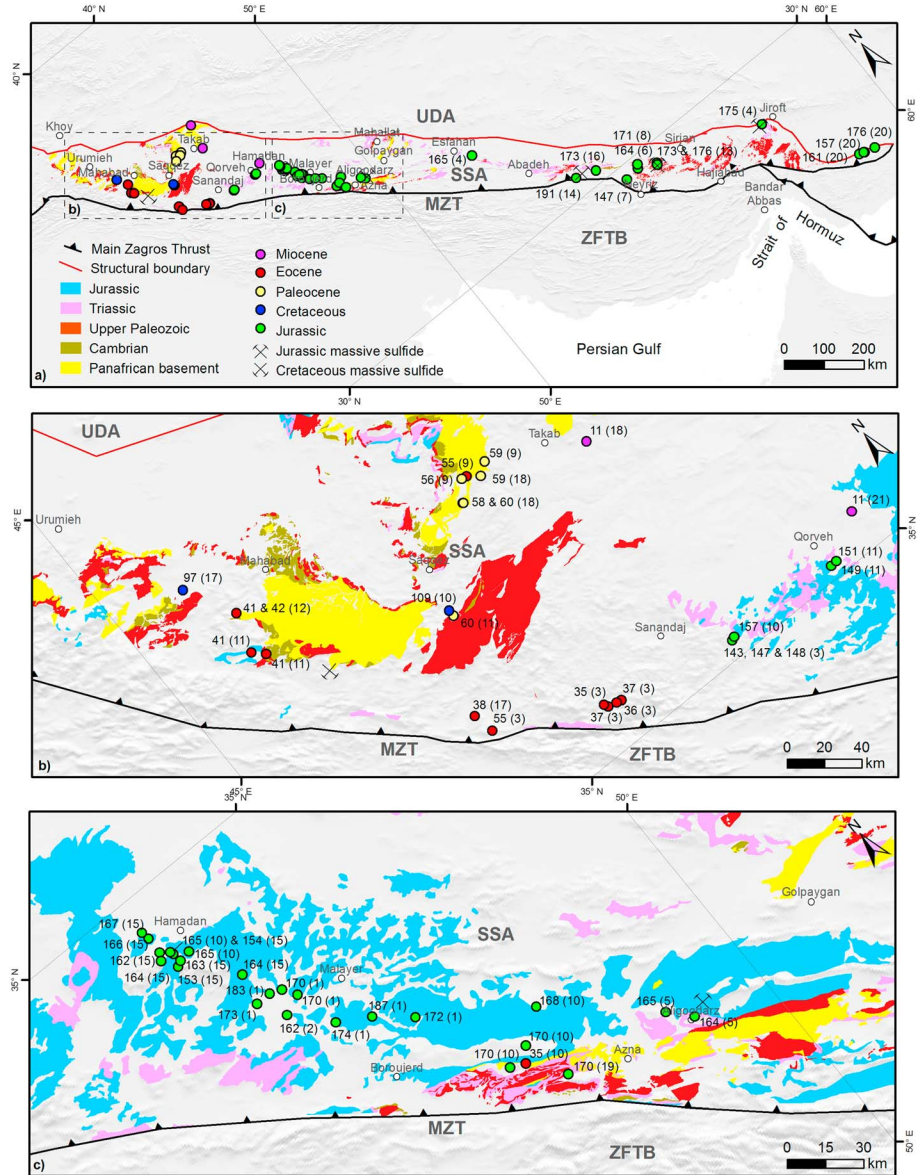 40° N
50° E
30° N
60° E
N
40° N
60° E
UDA
Khoy
Takab
Urumieh
Mahabad
Saqqez
Qorveh
Hamadan
Sanandaj
Malayer
Mahallat
Golpaygan
Aligodarz
Azna
Esfahan
165 (4)
SSA
Abadeh
173 (16)
191 (14)
171 (8)
164 (6)
Sirjan
147 (7)
Neyriz
175 (4)
Jiroft
Hajiabad
157 (20)
176 (20)
161 (20)
Bandar
Abbas
b)
c)
MZT
ZFTB
Strait of
Hormuz
Main Zagros Thrust
Structural boundary
Jurassic
Triassic
Upper Paleozoic
Cambrian
Panafrican basement
Miocene
Eocene
Paleocene
Cretaceous
Jurassic
Jurassic massive sulfide
Cretaceous massive sulfide
Persian Gulf
0 100 200
km
a)
30° N
50° E
UDA
Takab
11 (18)
N
59 (9)
55 (9)
56 (9)
59 (18)
58 & 60 (18)
45° E
Urumieh
35° N
11 (21)
Mahabad
SSA
Qorveh
151 (11)
149 (11)
97 (17)
109 (10)
60 (11)
41 & 42 (12)
Sanandaj
157 (10)
143, 147 & 148 (3)
41 (11)
41 (11)
38 (17)
55 (3)
35 (3)
37 (3)
36 (3)
37 (3)
MZT
ZFTB
0 20 40
km
b)
45° E
35° N
35° N
50° E
N
Golpaygan
167 (15)
Hamadan
166 (15)
165 (10) & 154 (15)
SSA
162 (15)
165 (10)
164 (15)
163 (15)
153 (15)
164 (15)
Malayer
35° N
183 (1)
170 (1)
170 (1)
173 (1)
162 (2)
174 (1)
187 (1)
172 (1)
168 (10)
165 (5)
164 (5)
170 (10)
170 (10)
35 (10)
Azna
170 (19)
Boroujerd
MZT
ZFTB
50° E
0 15 30
km
c)